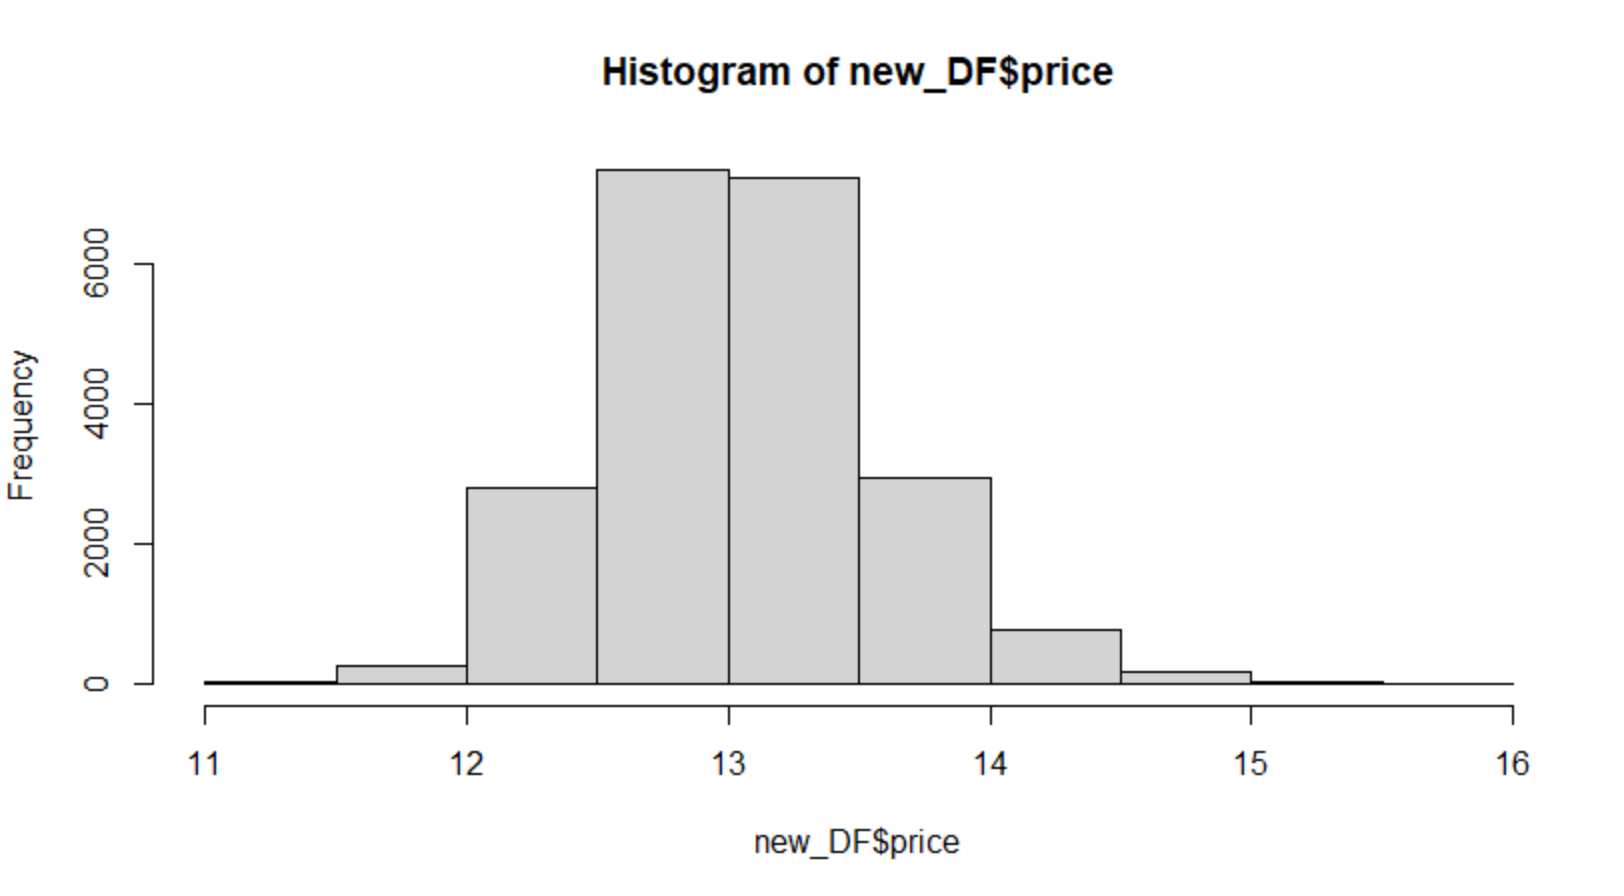 Histogram of new_DF$price
Frequency
6000
4000
2000
0
11 12 13 14 15 16
new_DF$price